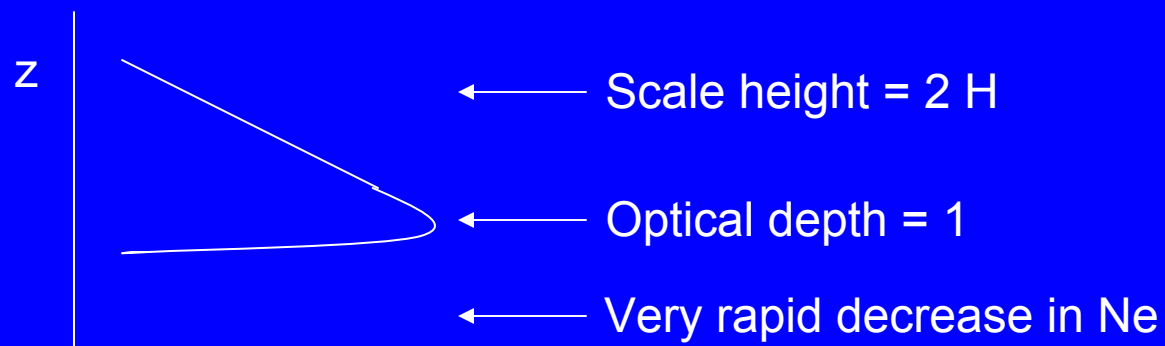 z
Scale height = 2 H
Optical depth = 1
Very rapid decrease in Ne